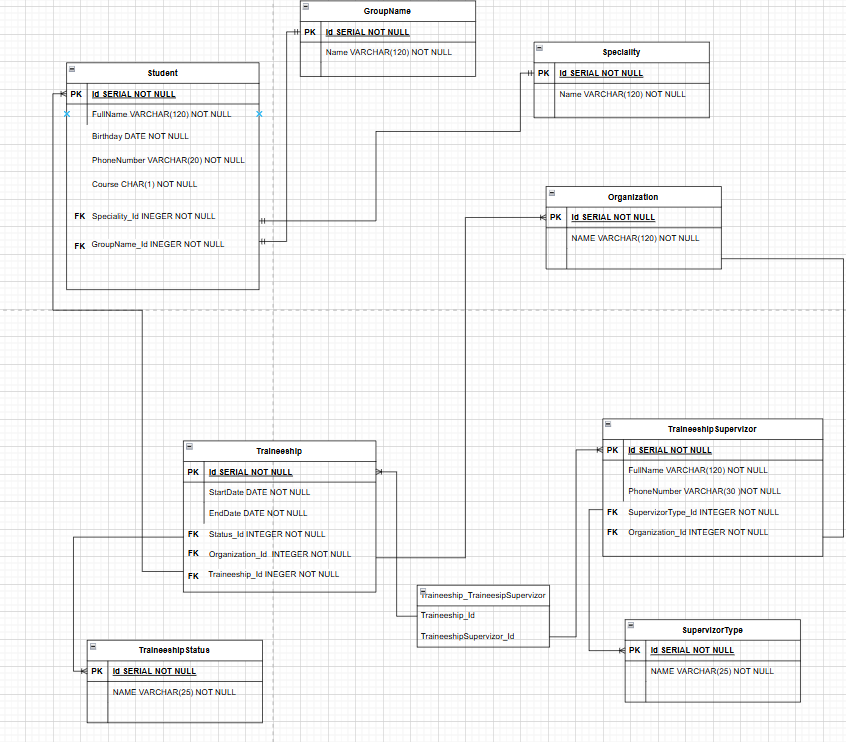 GroupName
PK Id SERIAL NOT NULL
Name VARCHAR(120) NOT NULL
Speciality
PK Id SERIAL NOT NULL
Name VARCHAR(120) NOT NULL
Student
PK Id SERIAL NOT NULL
FullName VARCHAR(120) NOT NULL
Birthday DATE NOT NULL
PhoneNumber VARCHAR(20) NOT NULL
Course CHAR(1) NOT NULL
FK Speciality_Id INEGER NOT NULL
FK GroupName_Id INEGER NOT NULL
Organization
PK Id SERIAL NOT NULL
NAME VARCHAR(120) NOT NULL
Traineeship
PK Id SERIAL NOT NULL
StartDate DATE NOT NULL
EndDate DATE NOT NULL
FK Status_Id INTEGER NOT NULL
FK Organization_Id INTEGER NOT NULL
FK Traineeship_Id INEGER NOT NULL
TraineeshipSupervizor
PK Id SERIAL NOT NULL
FullName VARCHAR(120) NOT NULL
PhoneNumber VARCHAR(30 )NOT NULL
FK SupervizorType_Id INTEGER NOT NULL
FK Organization_Id INTEGER NOT NULL
Traineeship_TraineesipSupervizor
Traineeship_Id
TraineeshipSupervizor_Id
TraineeshipStatus
PK Id SERIAL NOT NULL
NAME VARCHAR(25) NOT NULL
SupervizorType
PK Id SERIAL NOT NULL
NAME VARCHAR(25) NOT NULL